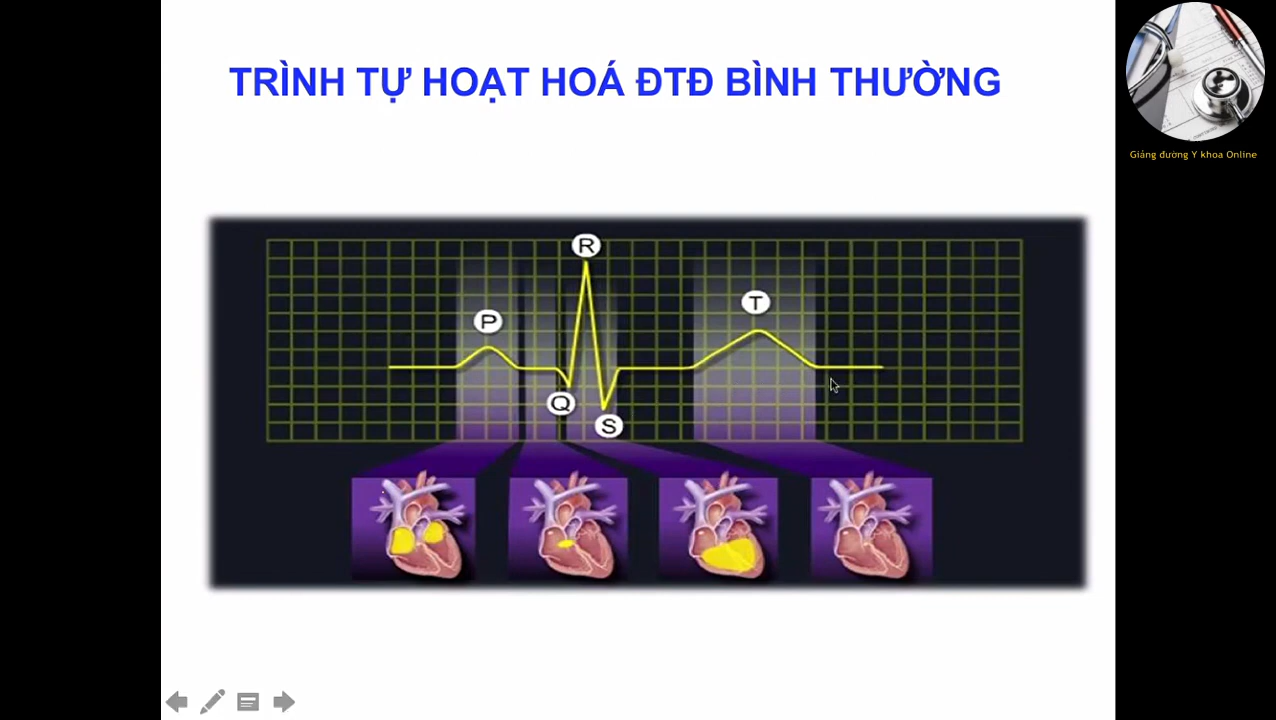 TRÌNH TỰ HOẠT HOÁ ĐTĐ BÌNH THƯỜNG
Giảng đường Y khoa Online
R
T
P
Q
S